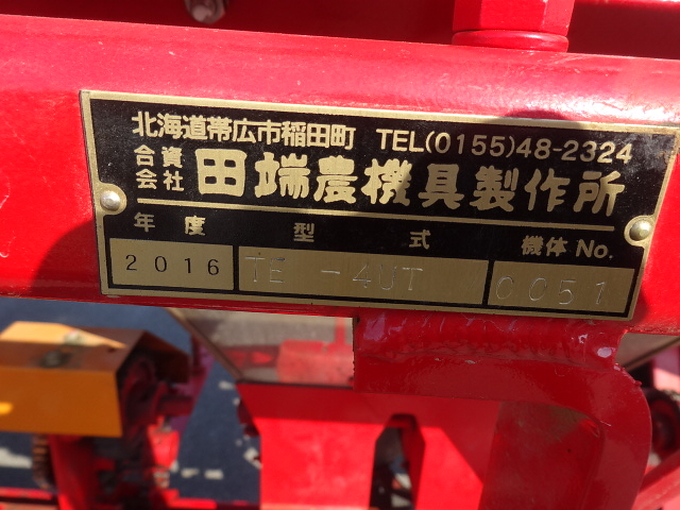 北海道帯広市稲田町 TEL(0155)48-2324
合資会社 田端農機具製作所
年度 型式 機体No.
2016 TE-4UT 0051